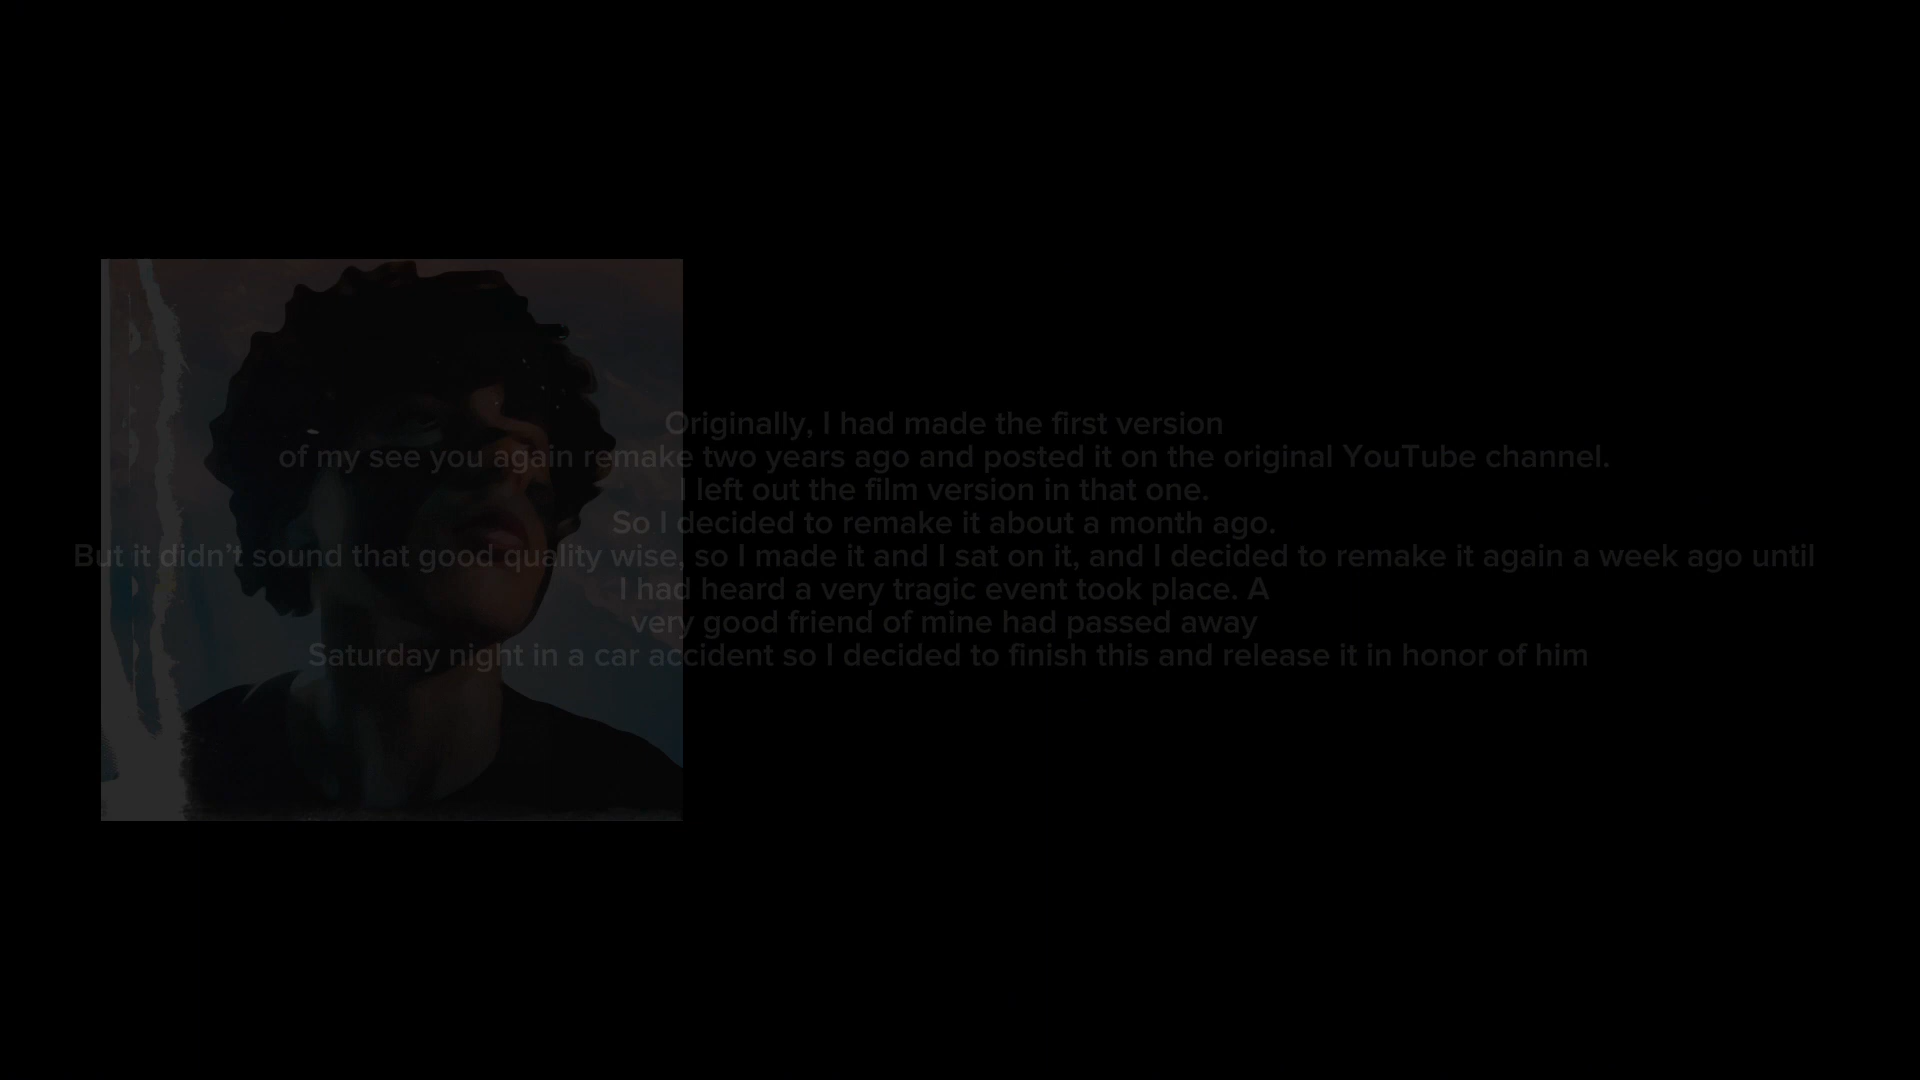 Originally, I had made the first version
of my see you again remake two years ago and posted it on the original YouTube channel.
I left out the film version in that one.
So I decided to remake it about a month ago.
But it didn’t sound that good quality wise, so I made it and I sat on it, and I decided to remake it again a week ago until
I had heard a very tragic event took place. A
very good friend of mine had passed away
Saturday night in a car accident so I decided to finish this and release it in honor of him